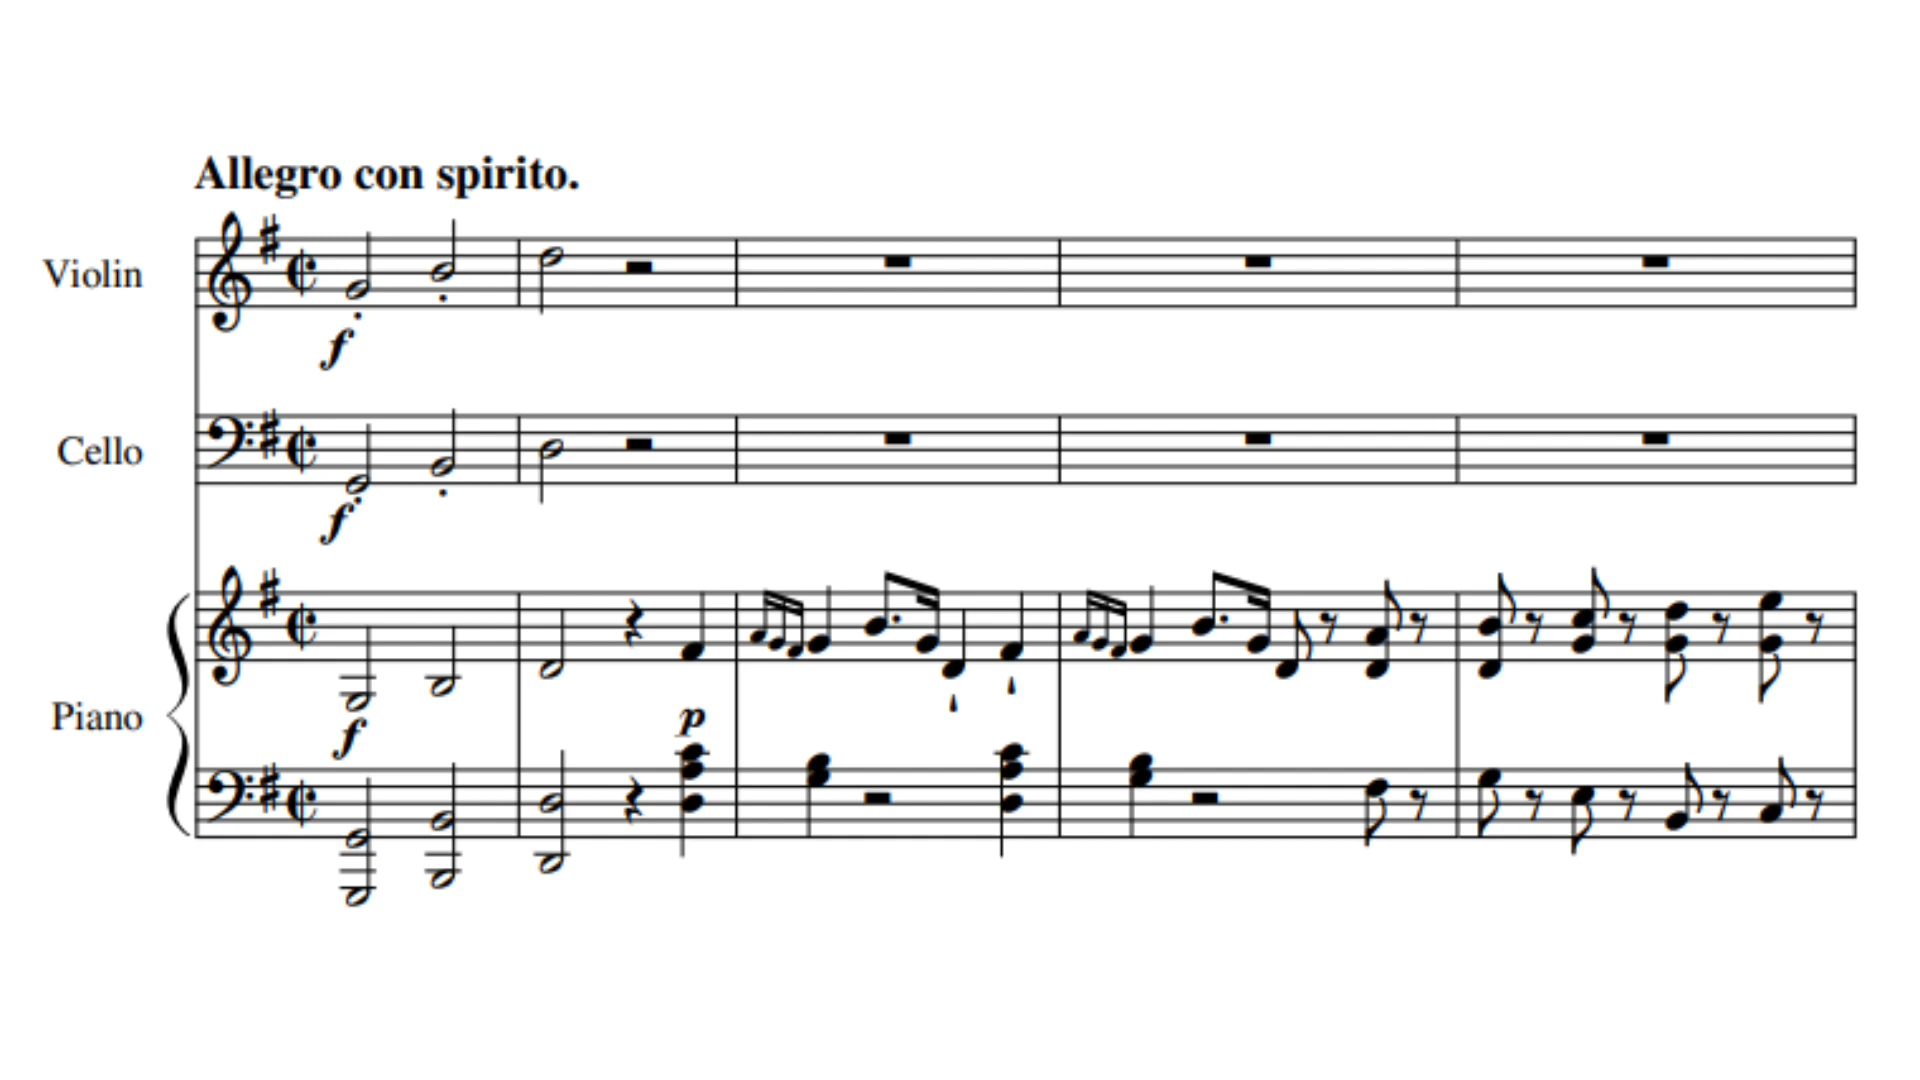 Allegro con spirito.
Violin
f
Cello
f
Piano
f
p